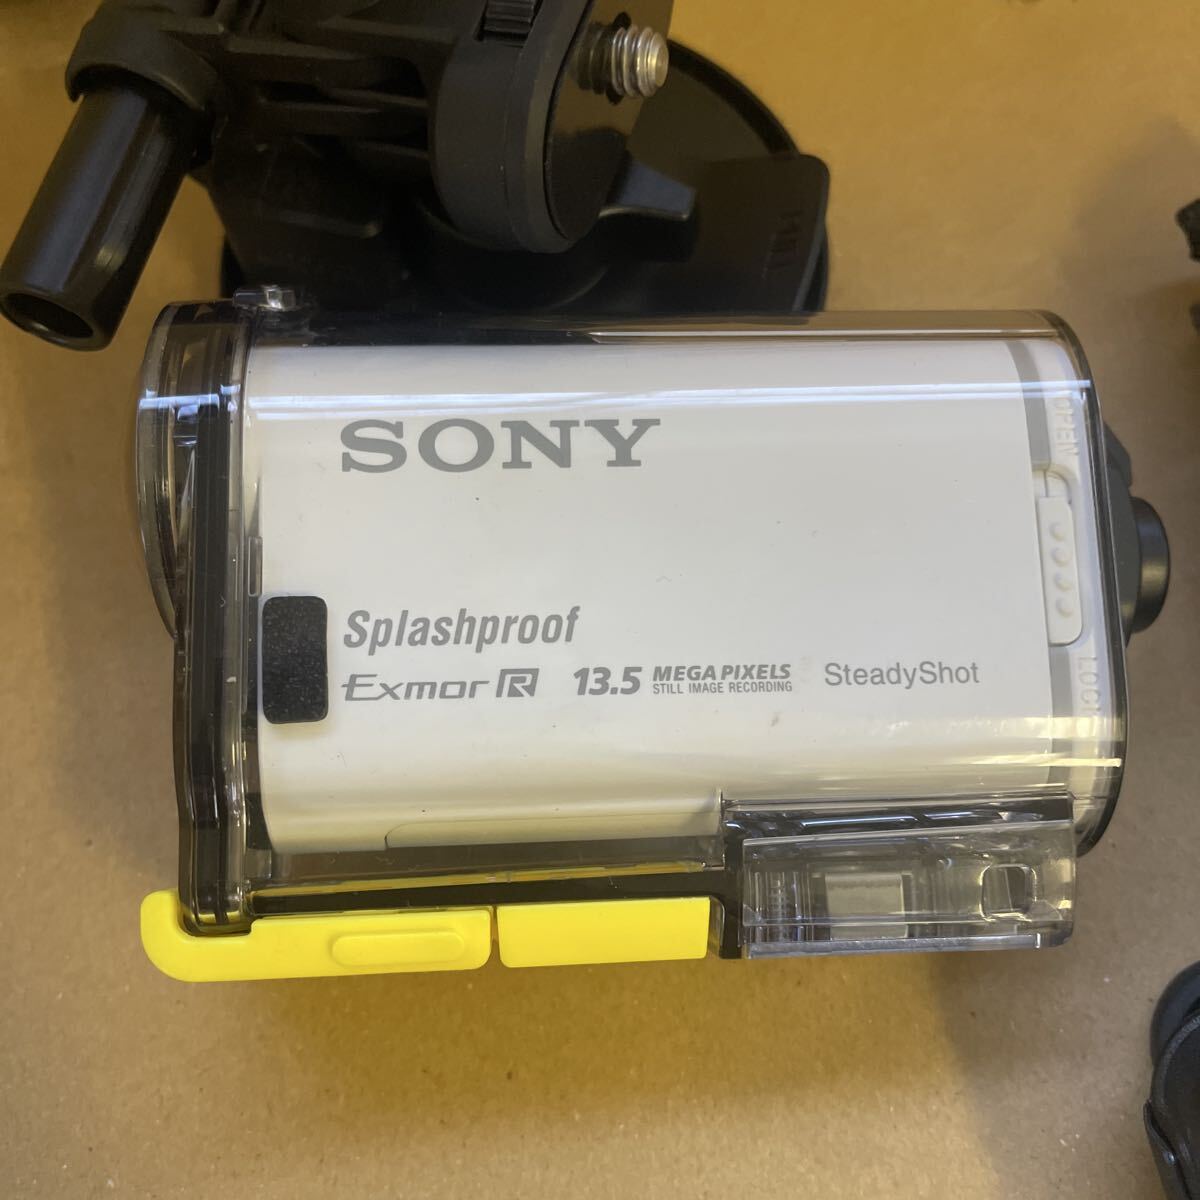 SONY
OPEN
Splashproof
Exmor R 13.5 MEGA PIXELS SteadyShot
STILL IMAGE RECORDING
LOCK